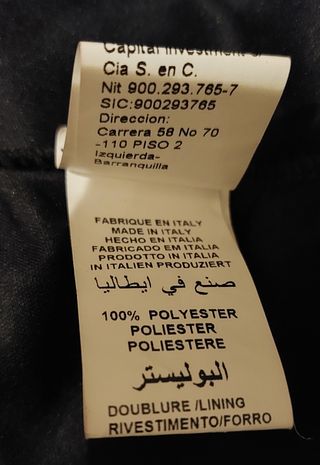 Capital Investment
Cia S. en C.
Nit 900.293.765-7
SIC:900293765
Direccion:
Carrera 58 No 70
-110 PISO 2
Izquierda-
Barranquilla
FABRIQUE EN ITALY
MADE IN ITALY
HECHO EN ITALIA
FABRICADO EM ITALIA
PRODOTTO IN ITALIA
IN ITALIEN PRODUZIERT
صنع في ايطاليا
100% POLYESTER
POLIESTER
POLIESTERE
البوليستر
DOUBLURE /LINING
RIVESTIMENTO/FORRO